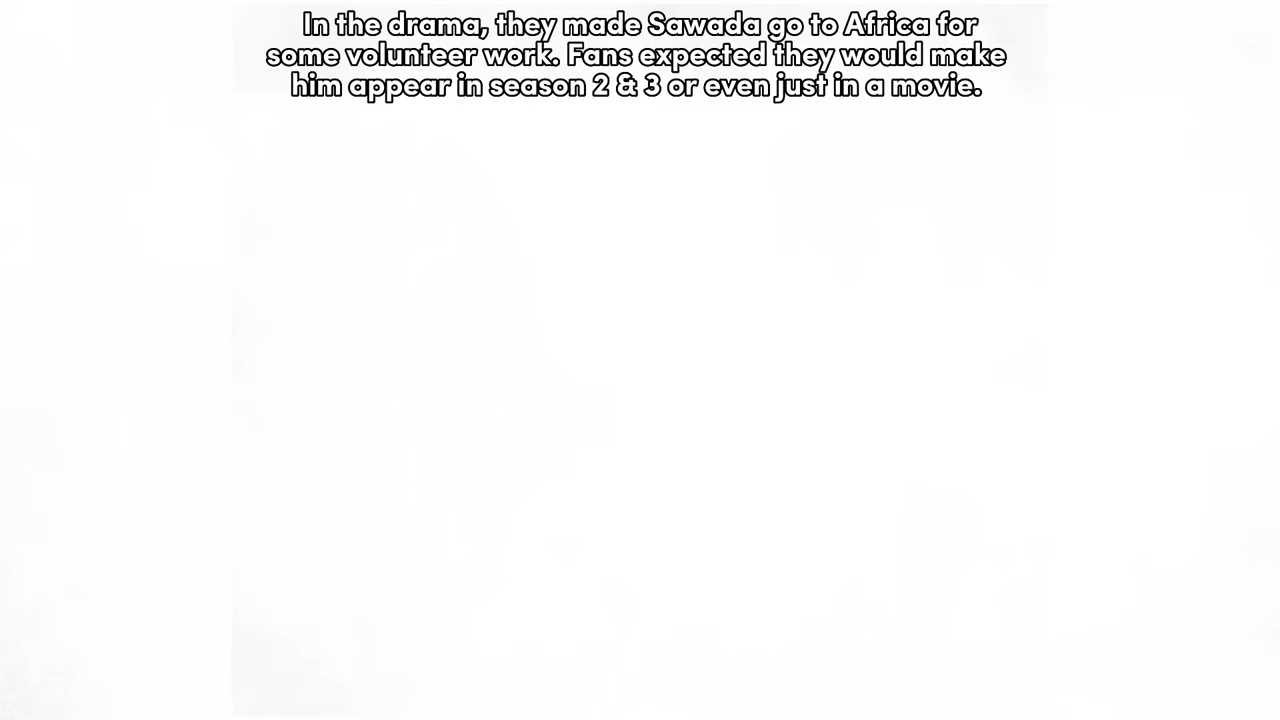 In the drama, they made Sawada go to Africa for
some volunteer work. Fans expected they would make
him appear in season 2 & 3 or even just in a movie.